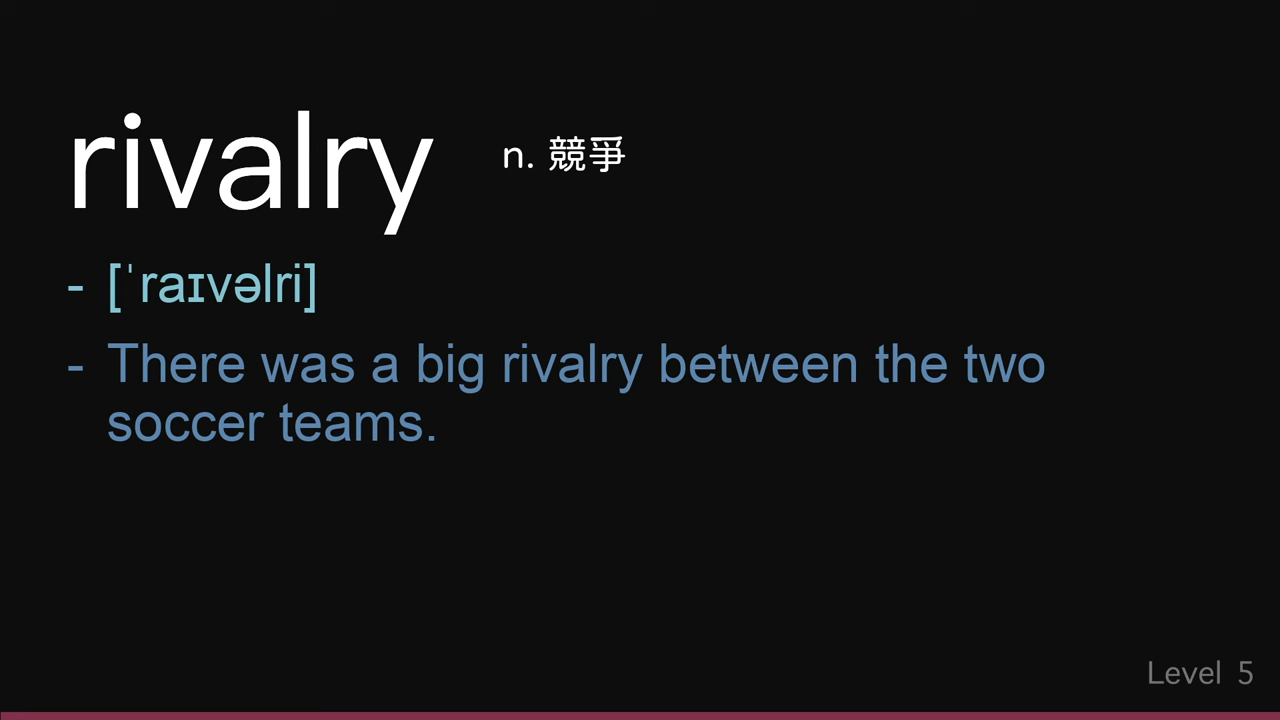 rivalry n. 競爭
- [ˈraɪvəlri]
- There was a big rivalry between the two
soccer teams.
Level 5